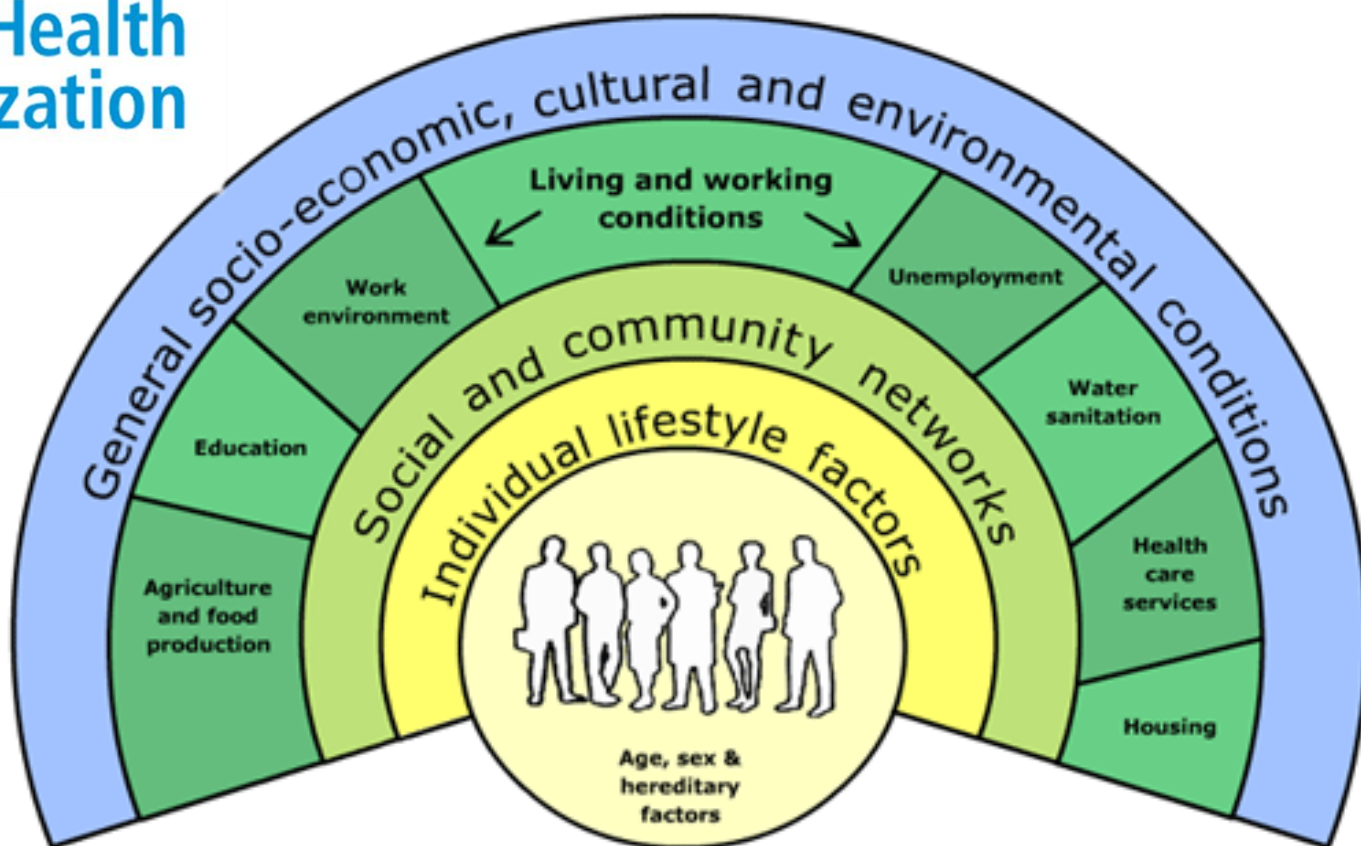 Health
zation
General socio-economic, cultural and environmental conditions
Living and working
conditions
Work
environment
Unemployment
Education
Water
sanitation
Agriculture
and food
production
Health
care
services
Housing
Social and community networks
Individual lifestyle factors
Age, sex &
hereditary
factors